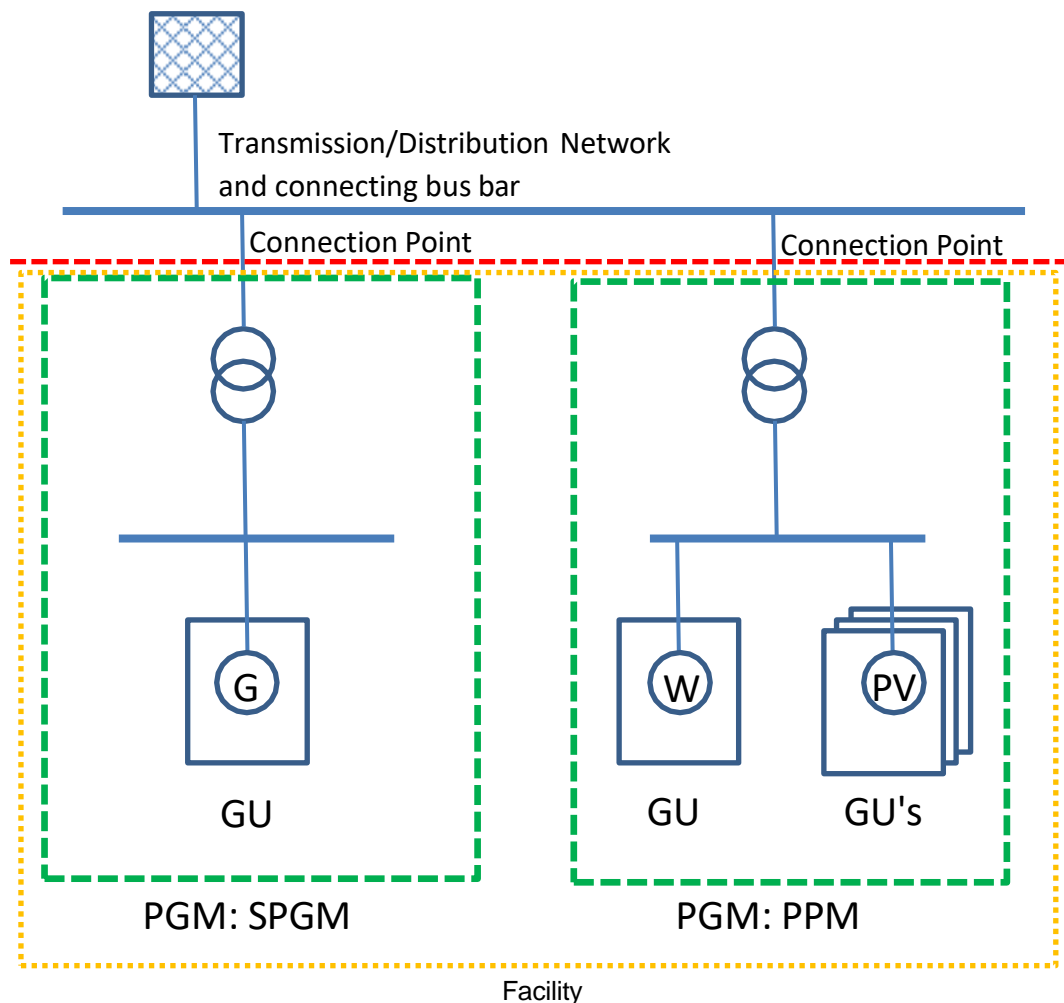 Transmission/Distribution Network
and connecting bus bar
Connection Point
Connection Point
G
W
PV
GU
GU
GU's
PGM: SPGM
PGM: PPM
Facility